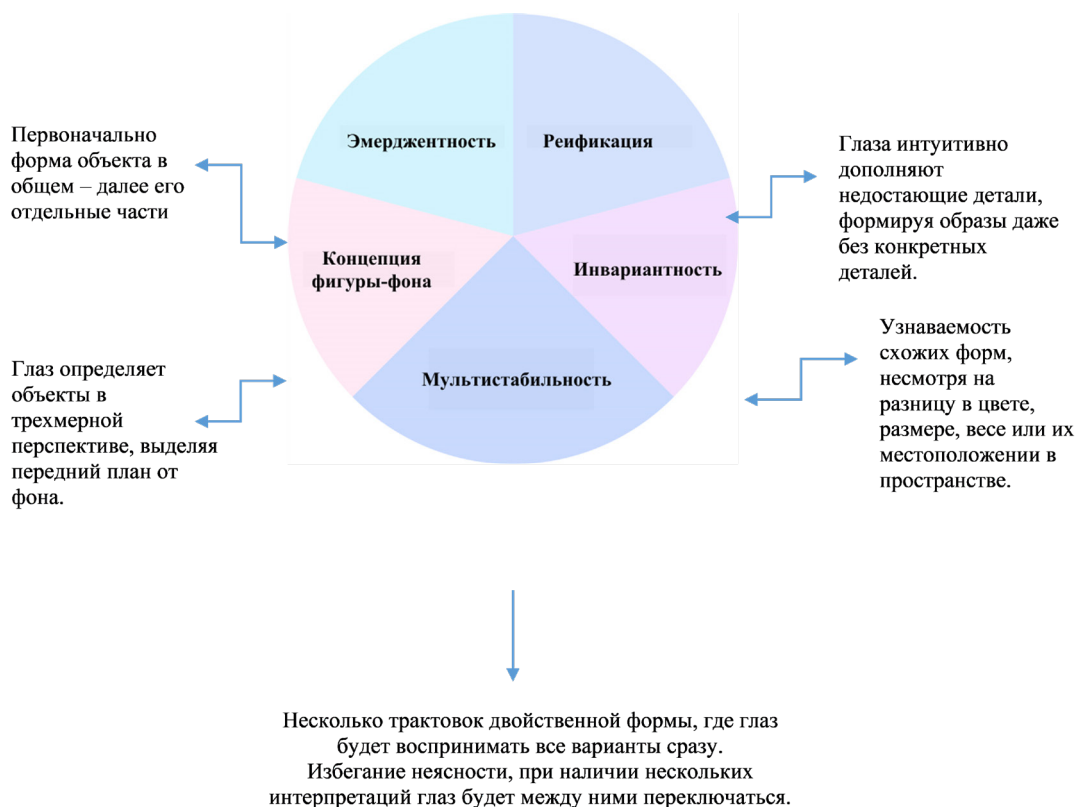 Эмерджентность
Реификация
Концепция
фигуры-фона
Инвариантность
Мультистабильность
Первоначально
форма объекта в
общем – далее его
отдельные части
Глаза интуитивно
дополняют
недостающие детали,
формируя образы даже
без конкретных
деталей.
Глаз определяет
объекты в
трехмерной
перспективе, выделяя
передний план от
фона.
Узнаваемость
схожих форм,
несмотря на
разницу в цвете,
размере, весе или их
местоположении в
пространстве.
Несколько трактовок двойственной формы, где глаз
будет воспринимать все варианты сразу.
Избегание неясности, при наличии нескольких
интерпретаций глаз будет между ними переключаться.